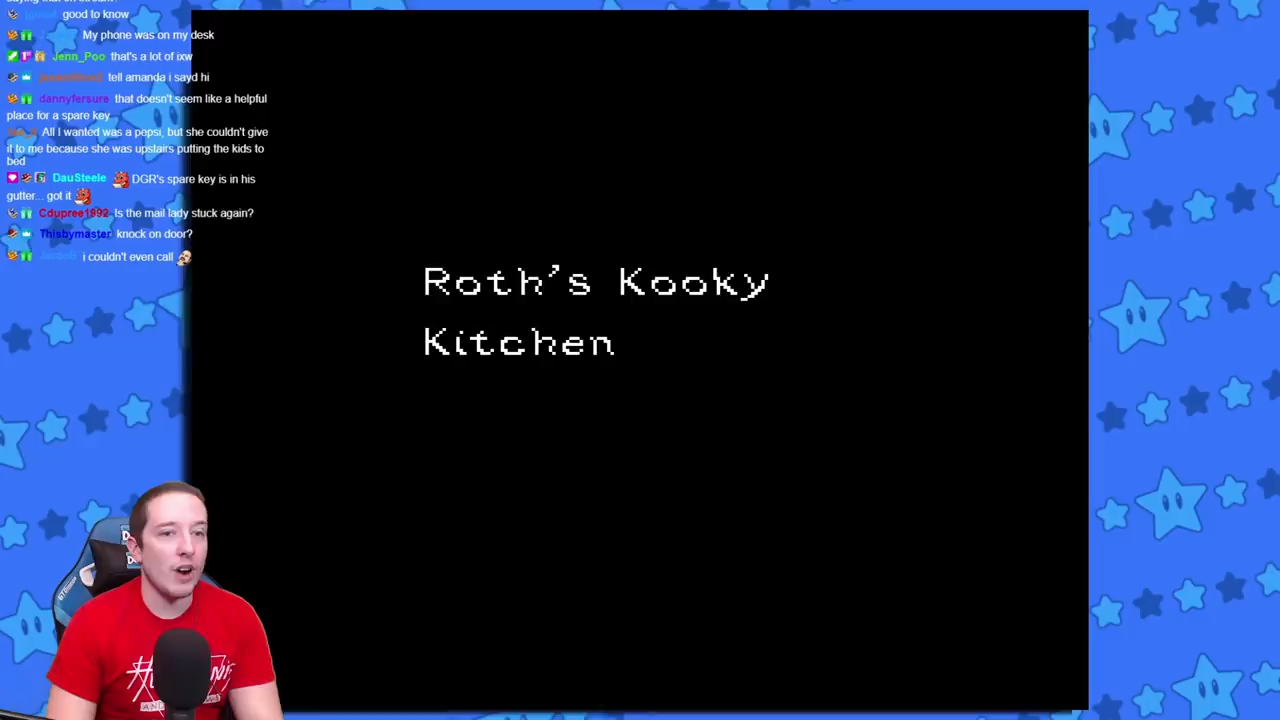 good to know
My phone was on my desk
Jenn_Poo that's a lot of ixw
tell amanda i sayd hi
dannyfersure that doesn't seem like a helpful
place for a spare key
All I wanted was a pepsi, but she couldn't give
it to me because she was upstairs putting the kids to
bed
DauSteele DGR's spare key is in his
gutter... got it
Cdupree1992 Is the mail lady stuck again?
Thisbymaster knock on door?
i couldn't even call
Roth's Kooky
Kitchen